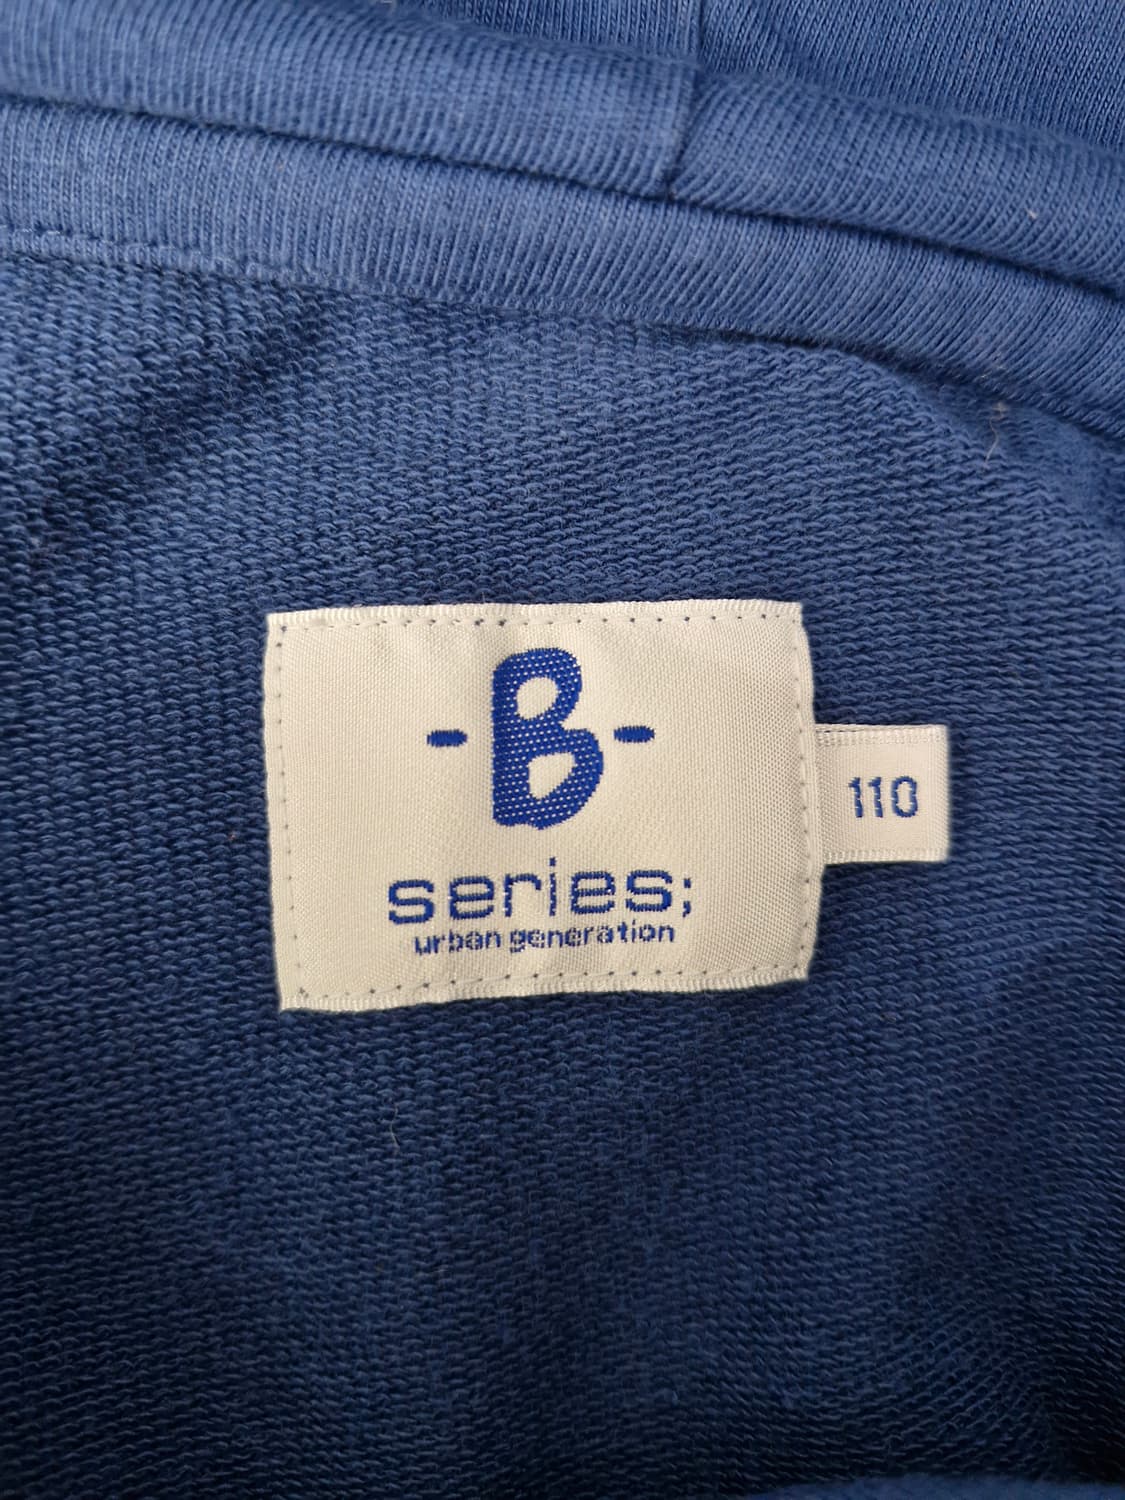 -B-
series;
urban generation
110